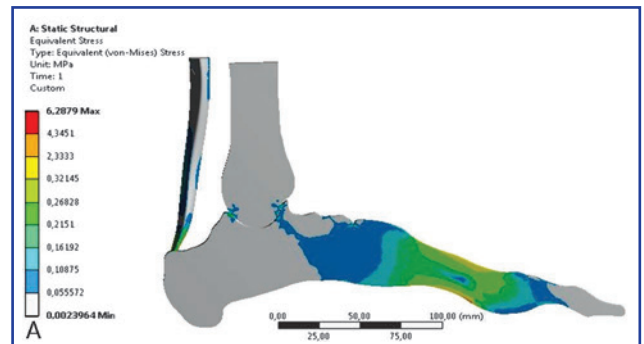 A: Static Structural
Equivalent Stress
Type: Equivalent (von-Mises) Stress
Unit: MPa
Time: 1
Custom
6,2879 Max
4,3451
2,3333
0,32145
0,26828
0,2151
0,16192
0,10875
0,055572
0,0023964 Min
A
0,00 50,00 100,00 (mm)
25,00 75,00